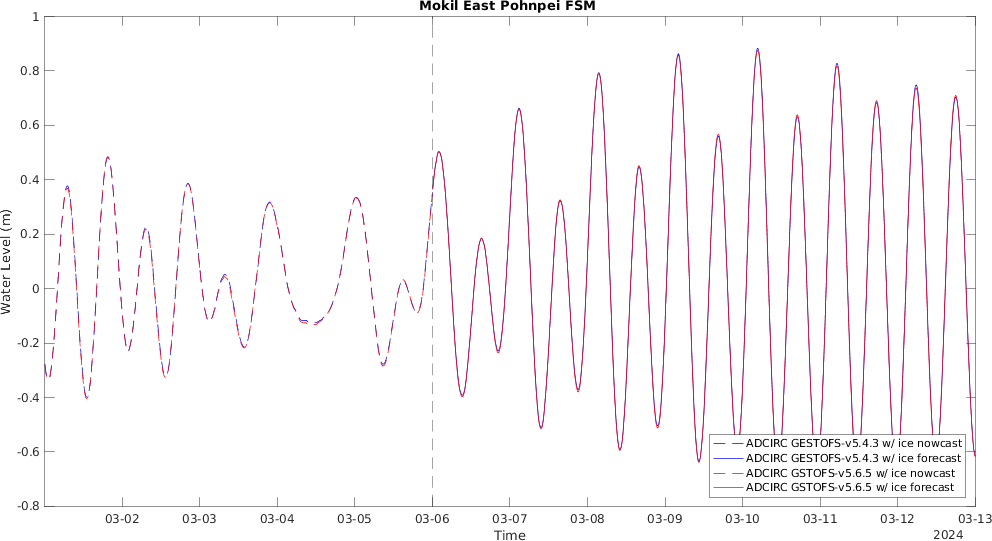 Mokil East Pohnpei FSM
1
0.8
0.6
0.4
0.2
0
-0.2
-0.4
-0.6
-0.8
Water Level (m)
03-02 03-03 03-04 03-05 03-06 03-07 03-08 03-09 03-10 03-11 03-12 03-13
Time
2024
ADCIRC GESTOFS-v5.4.3 w/ ice nowcast
ADCIRC GESTOFS-v5.4.3 w/ ice forecast
ADCIRC GSTOFS-v5.6.5 w/ ice nowcast
ADCIRC GSTOFS-v5.6.5 w/ ice forecast